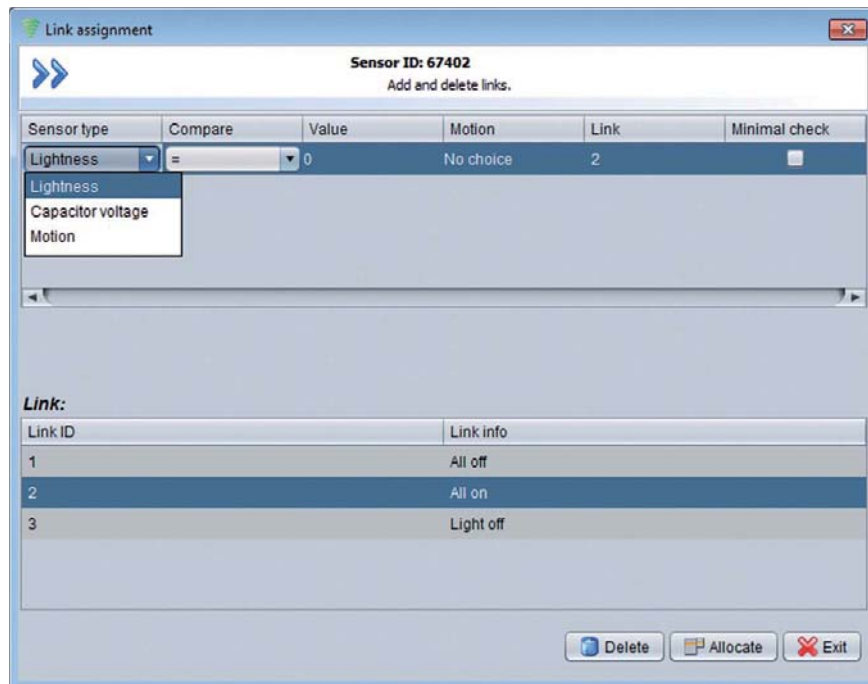 Link assignment
Sensor ID: 67402
Add and delete links.
Sensor type Compare Value Motion Link Minimal check
Lightness = 0 No choice 2
Lightness
Capacitor voltage
Motion
Link:
Link ID Link info
1 All off
2 All on
3 Light off
Delete Allocate Exit